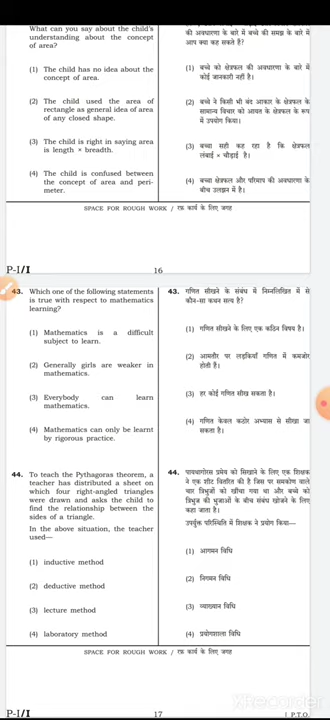 What can you say about the child's
understanding about the concept
of area?
(1) The child has no idea about the
concept of area.
(2) The child used the area of
rectangle as general idea of area
of any closed shape.
(3) The child is right in saying area
is length × breadth.
(4) The child is confused between
the concept of area and peri-
meter.
की अवधारणा के बारे में बच्चे की समझ के बारे में
आप क्या कह सकते हैं?
(1) बच्चे को क्षेत्रफल की अवधारणा के बारे में
कोई जानकारी नहीं है।
(2) बच्चे ने किसी भी बंद आकार के क्षेत्रफल के
सामान्य विचार को आयत के क्षेत्रफल के रूप
में उपयोग किया।
(3) बच्चा सही कह रहा है कि क्षेत्रफल
लंबाई × चौड़ाई है।
(4) बच्चा क्षेत्रफल और परिमाप की अवधारणा के
बीच उलझन में है।
SPACE FOR ROUGH WORK / रफ़ कार्य के लिए जगह
P-I/I
16
43. Which one of the following statements
is true with respect to mathematics
learning?
(1) Mathematics is a difficult
subject to learn.
(2) Generally girls are weaker in
mathematics.
(3) Everybody can learn
mathematics.
(4) Mathematics can only be learnt
by rigorous practice.
43. गणित सीखने के संबंध में निम्नलिखित में से
कौन-सा कथन सत्य है?
(1) गणित सीखने के लिए एक कठिन विषय है।
(2) आमतौर पर लड़कियाँ गणित में कमजोर
होती हैं।
(3) हर कोई गणित सीख सकता है।
(4) गणित केवल कठोर अभ्यास से सीखा जा
सकता है।
44. To teach the Pythagoras theorem, a
teacher has distributed a sheet on
which four right-angled triangles
were drawn and asks the child to
find the relationship between the
sides of a triangle.
In the above situation, the teacher
used—
(1) inductive method
(2) deductive method
(3) lecture method
(4) laboratory method
44. पायथागोरस प्रमेय को सिखाने के लिए एक शिक्षक
ने एक शीट वितरित की है जिस पर समकोण वाले
चार त्रिभुजों को खींचा गया था और बच्चे को
त्रिभुज की भुजाओं के बीच संबंध खोजने के लिए
कहा जाता है।
उपर्युक्त परिस्थिति में शिक्षक ने प्रयोग किया—
(1) आगमन विधि
(2) निगमन विधि
(3) व्याख्यान विधि
(4) प्रयोगशाला विधि
SPACE FOR ROUGH WORK / रफ़ कार्य के लिए जगह
P-I/I
17
P.T.O.
XRECORDER